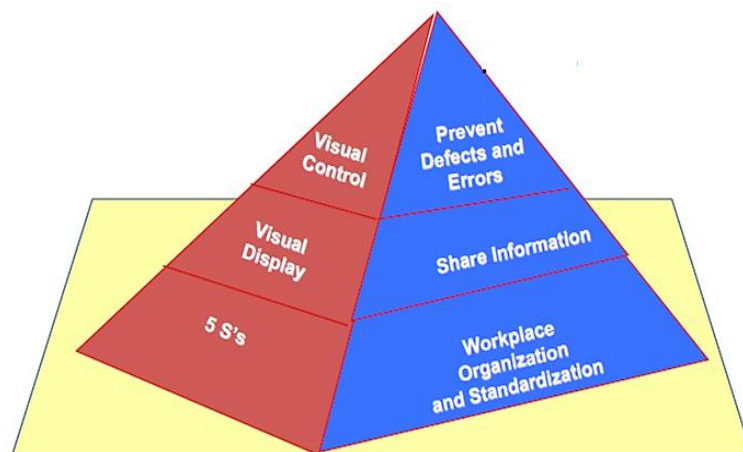 Visual
Control
Prevent
Defects and
Errors
Visual
Display
Share Information
5 S's
Workplace
Organization
and Standardization